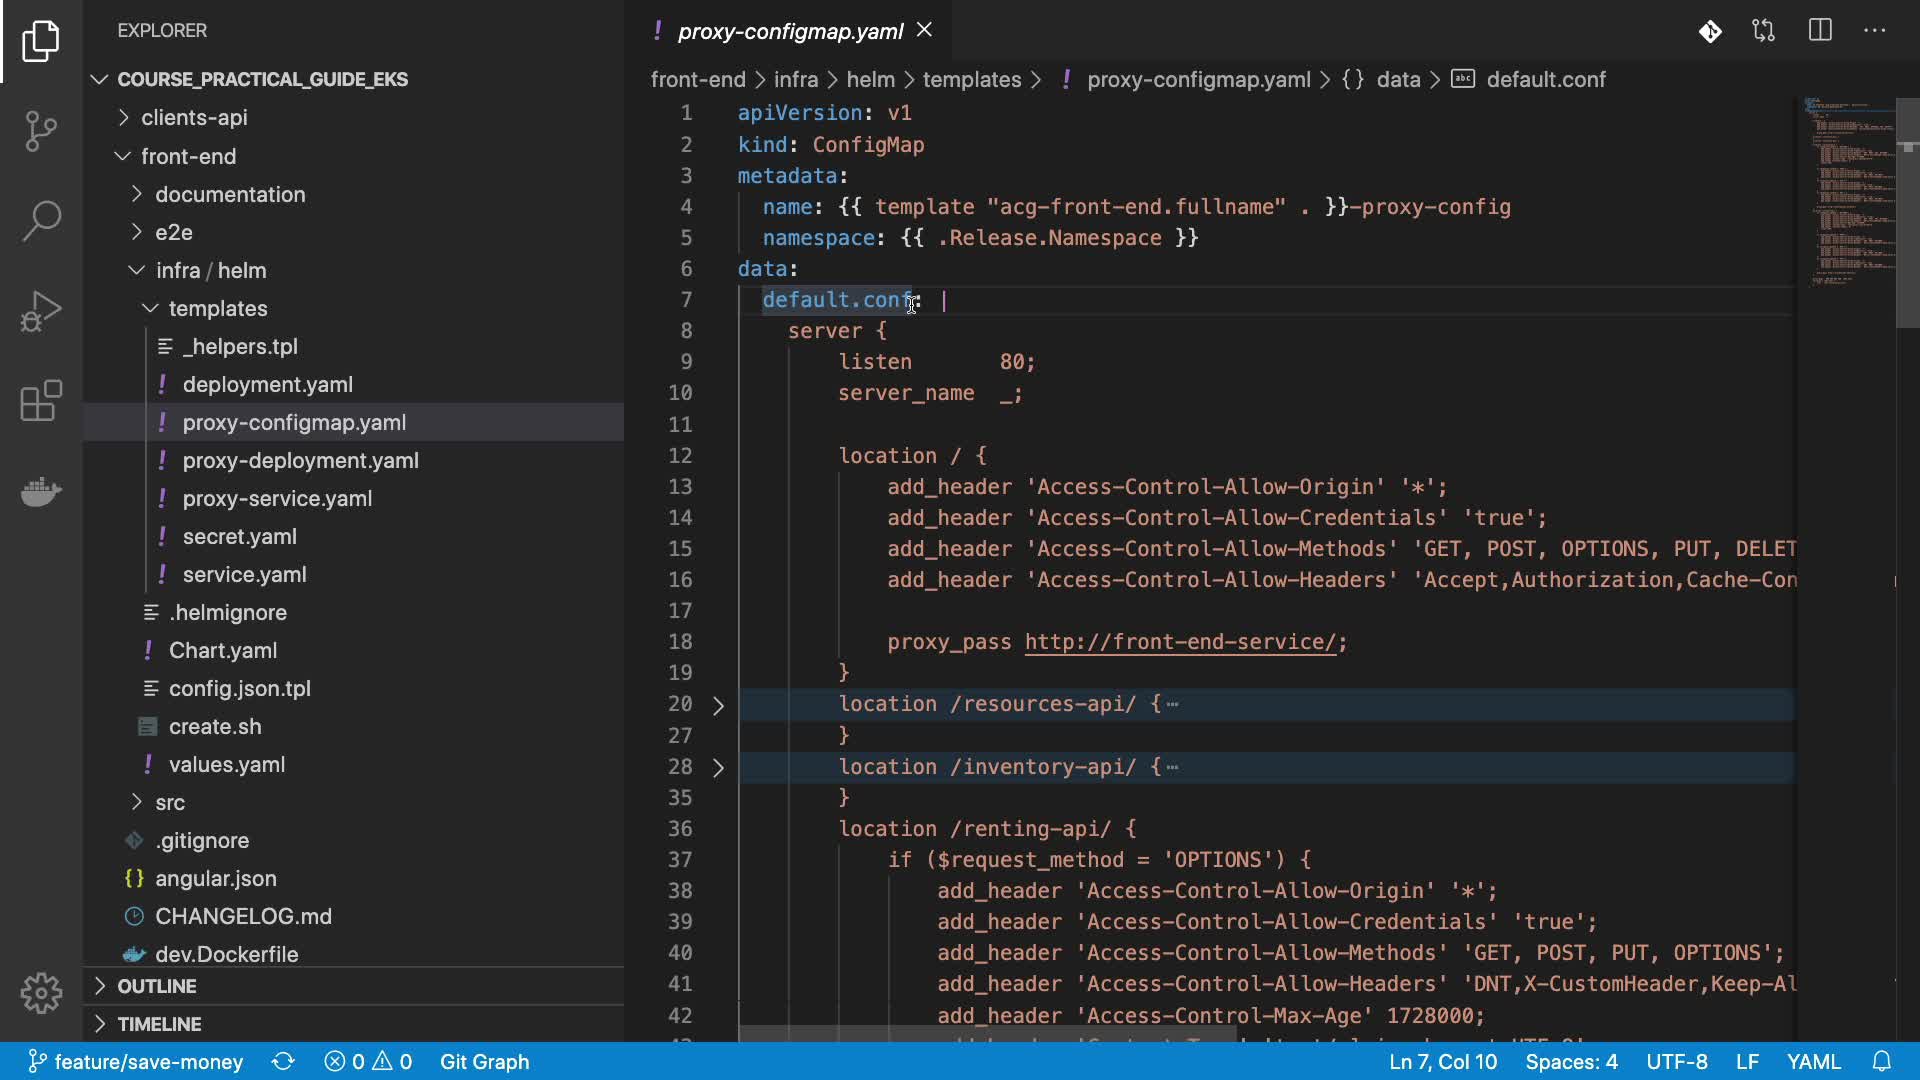 EXPLORER
COURSE_PRACTICAL_GUIDE_EKS
clients-api
front-end
documentation
e2e
infra / helm
templates
_helpers.tpl
deployment.yaml
proxy-configmap.yaml
proxy-deployment.yaml
proxy-service.yaml
secret.yaml
service.yaml
.helmignore
Chart.yaml
config.json.tpl
create.sh
values.yaml
src
.gitignore
angular.json
CHANGELOG.md
dev.Dockerfile
OUTLINE
TIMELINE
proxy-configmap.yaml
front-end > infra > helm > templates > ! proxy-configmap.yaml > {} data > abc default.conf
1 apiVersion: v1
2 kind: ConfigMap
3 metadata:
4 name: {{ template "acg-front-end.fullname" . }}-proxy-config
5 namespace: {{ .Release.Namespace }}
6 data:
7 default.conf: |
8 server {
9 listen 80;
10 server_name _;
11
12 location / {
13 add_header 'Access-Control-Allow-Origin' '*';
14 add_header 'Access-Control-Allow-Credentials' 'true';
15 add_header 'Access-Control-Allow-Methods' 'GET, POST, OPTIONS, PUT, DELET
16 add_header 'Access-Control-Allow-Headers' 'Accept,Authorization,Cache-Con
17
18 proxy_pass http://front-end-service/;
19 }
20 location /resources-api/ {…
27 }
28 location /inventory-api/ {…
35 }
36 location /renting-api/ {
37 if ($request_method = 'OPTIONS') {
38 add_header 'Access-Control-Allow-Origin' '*';
39 add_header 'Access-Control-Allow-Credentials' 'true';
40 add_header 'Access-Control-Allow-Methods' 'GET, POST, PUT, OPTIONS';
41 add_header 'Access-Control-Allow-Headers' 'DNT,X-CustomHeader,Keep-Al
42 add_header 'Access-Control-Max-Age' 1728000;
feature/save-money 0 0 Git Graph Ln 7, Col 10 Spaces: 4 UTF-8 LF YAML